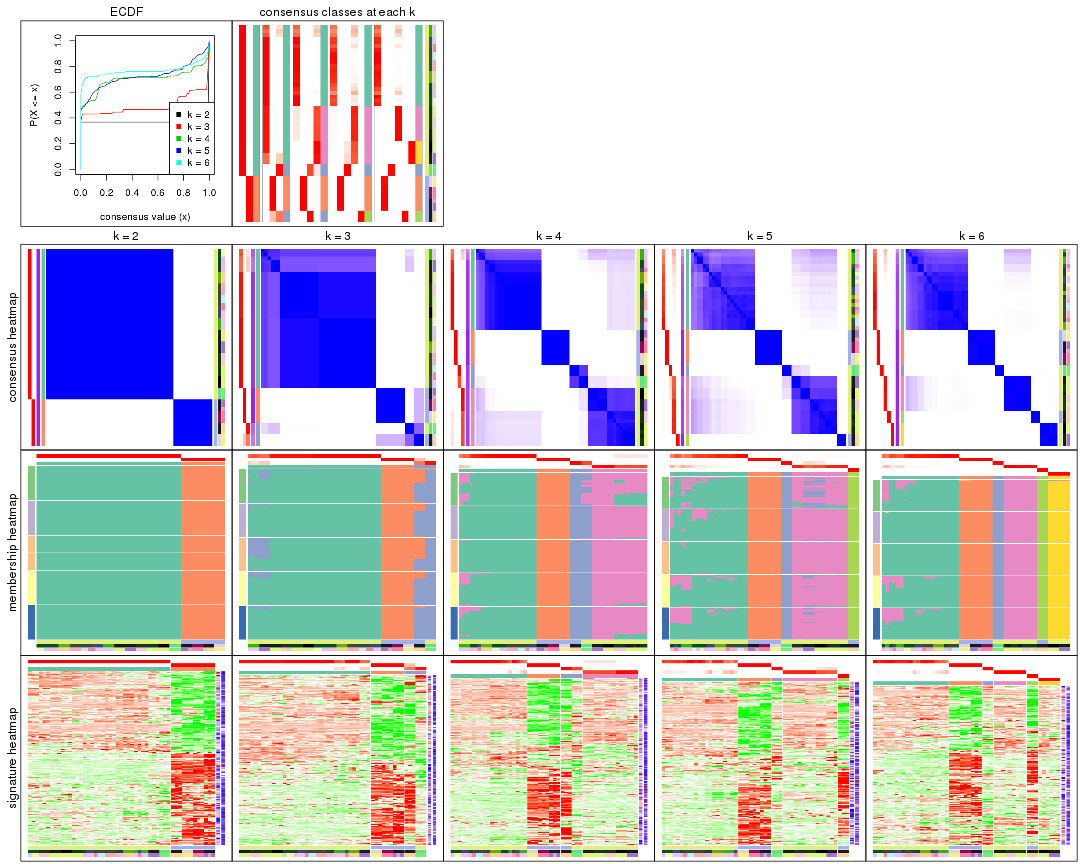 ECDF
consensus classes at each k
P(X <= x)
1.0
0.8
0.6
0.4
0.2
0.0
k = 2
k = 3
k = 4
k = 5
k = 6
0.0 0.2 0.4 0.6 0.8 1.0
consensus value (x)
k = 2
k = 3
k = 4
k = 5
k = 6
consensus heatmap
membership heatmap
signature heatmap